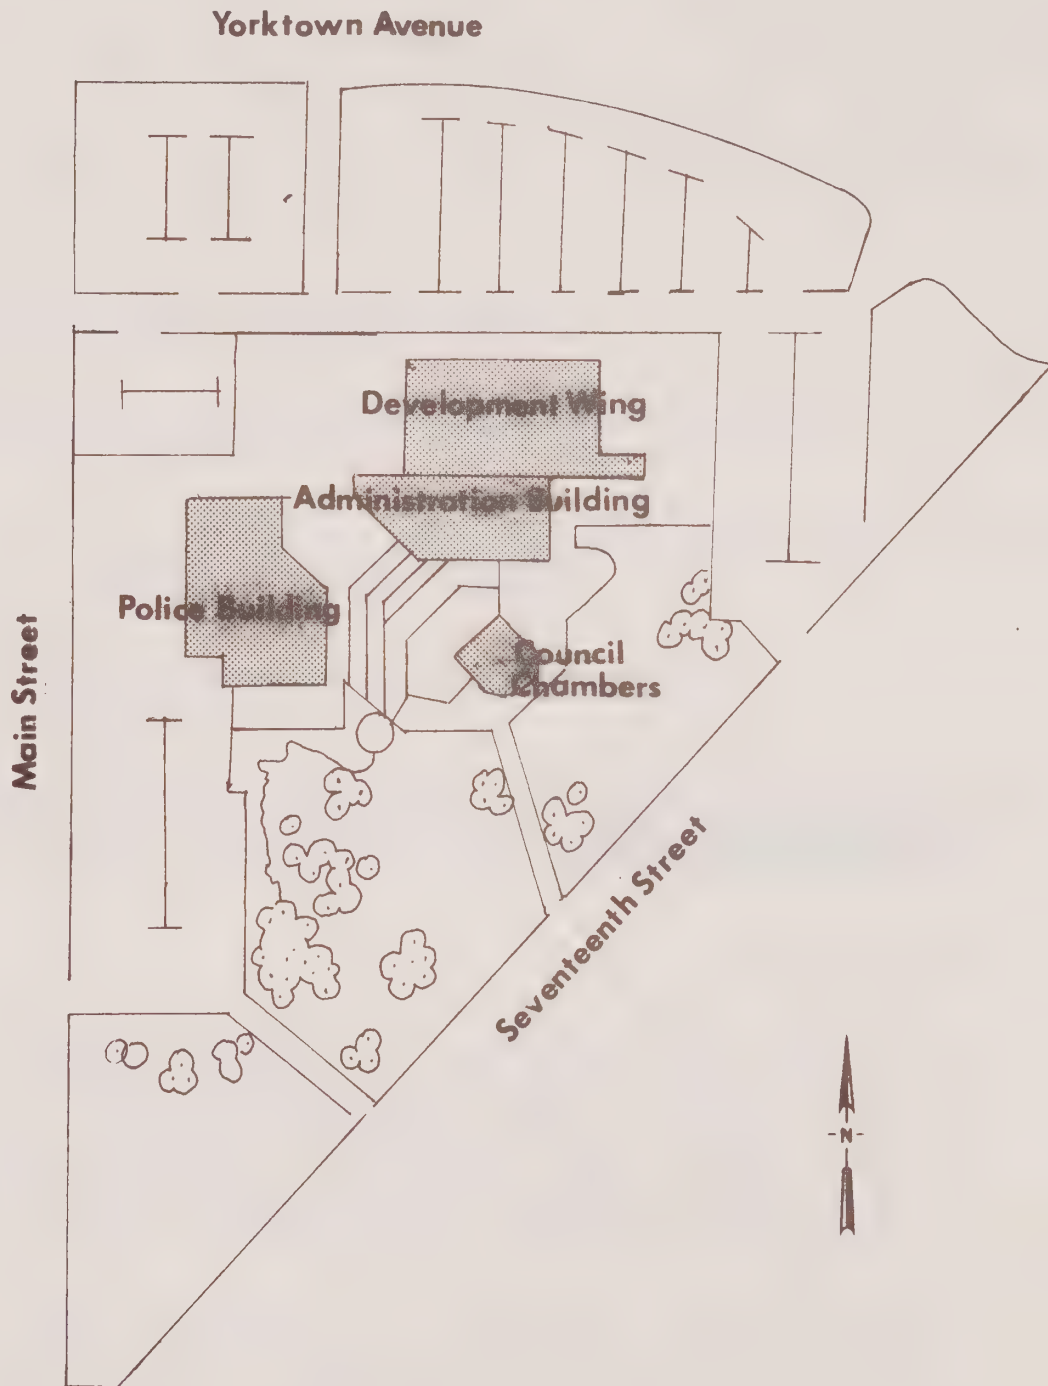 Yorktown Avenue
Development Wing
Administration Building
Police Building
Council
Chambers
Main Street
Seventeenth Street
N